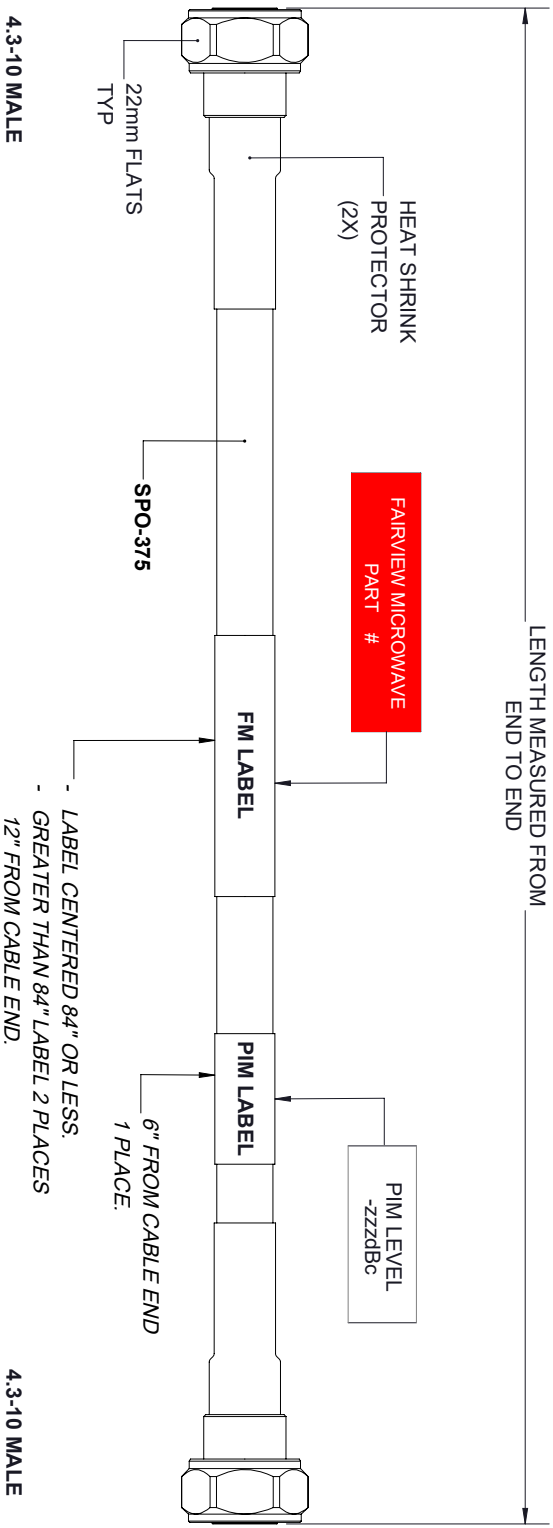 LENGTH MEASURED FROM
END TO END
HEAT SHRINK
PROTECTOR
(2X)
FAIRVIEW MICROWAVE
PART #
PIM LEVEL
-zzzdBc
FM LABEL
PIM LABEL
22mm FLATS
TYP
SPO-375
6" FROM CABLE END
1 PLACE.
- LABEL CENTERED 84" OR LESS.
- GREATER THAN 84" LABEL 2 PLACES
12" FROM CABLE END.
4.3-10 MALE
4.3-10 MALE